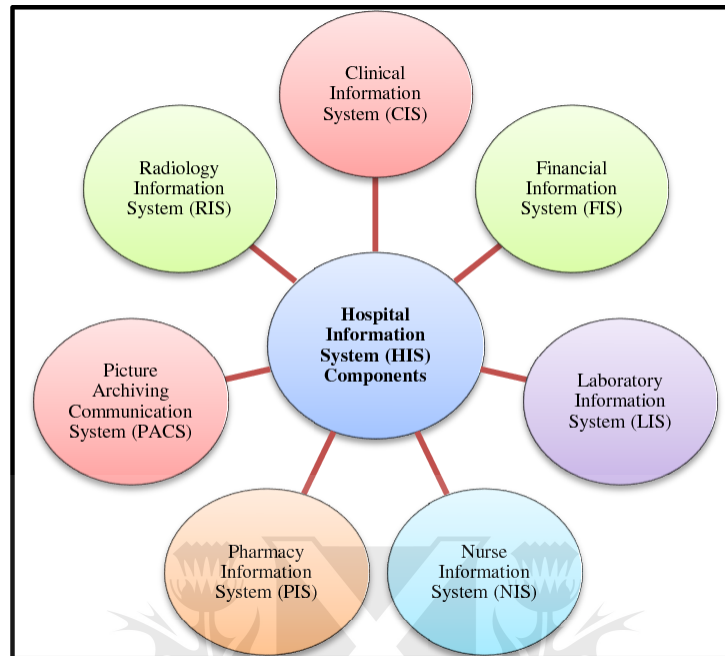 Clinical
Information
System (CIS)
Radiology
Information
System (RIS)
Financial
Information
System (FIS)
Hospital
Information
System (HIS)
Components
Picture
Archiving
Communication
System (PACS)
Laboratory
Information
System (LIS)
Pharmacy
Information
System (PIS)
Nurse
Information
System (NIS)